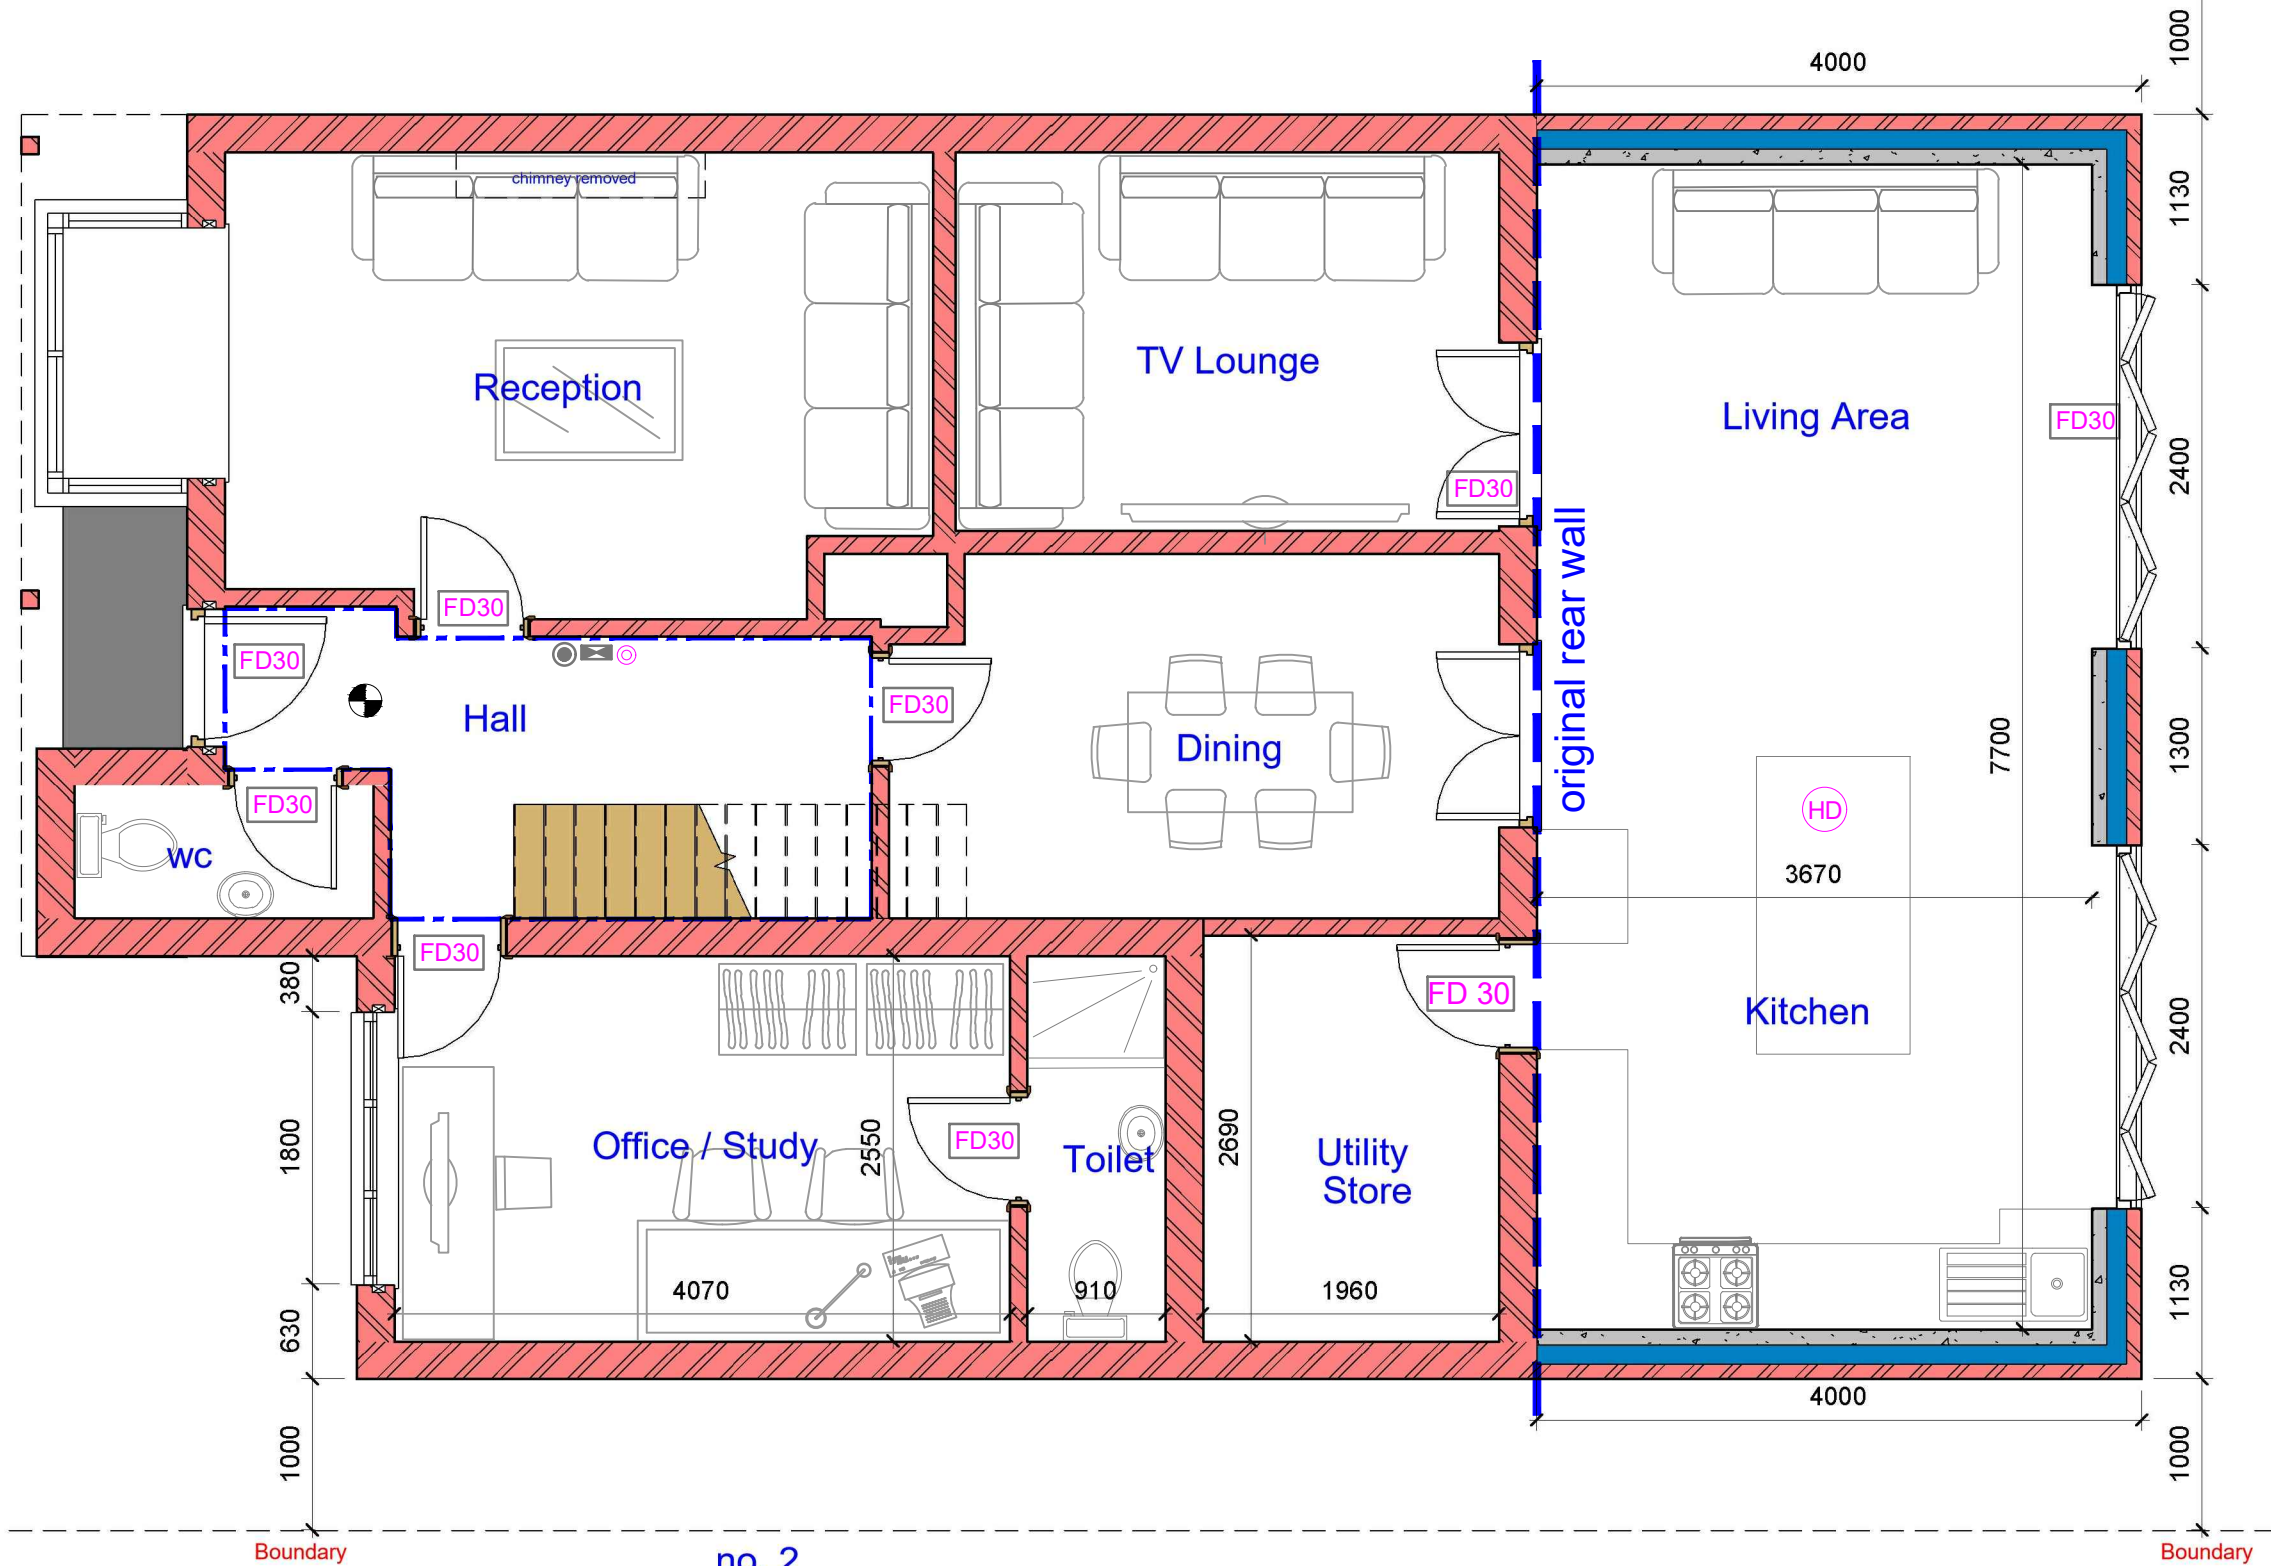 1000
4000
1130
chimney removed
TV Lounge
Reception
Living Area
FD30
2400
FD30
original rear wall
FD30
FD30
FD30
Hall
Dining
7700
1300
FD30
HD
wc
3670
FD30
380
FD 30
Kitchen
2400
1800
Office / Study
2550
FD30
Toilet
2690
Utility
Store
4070
910
1960
630
1130
4000
1000
1000
Boundary
no. 2
Boundary